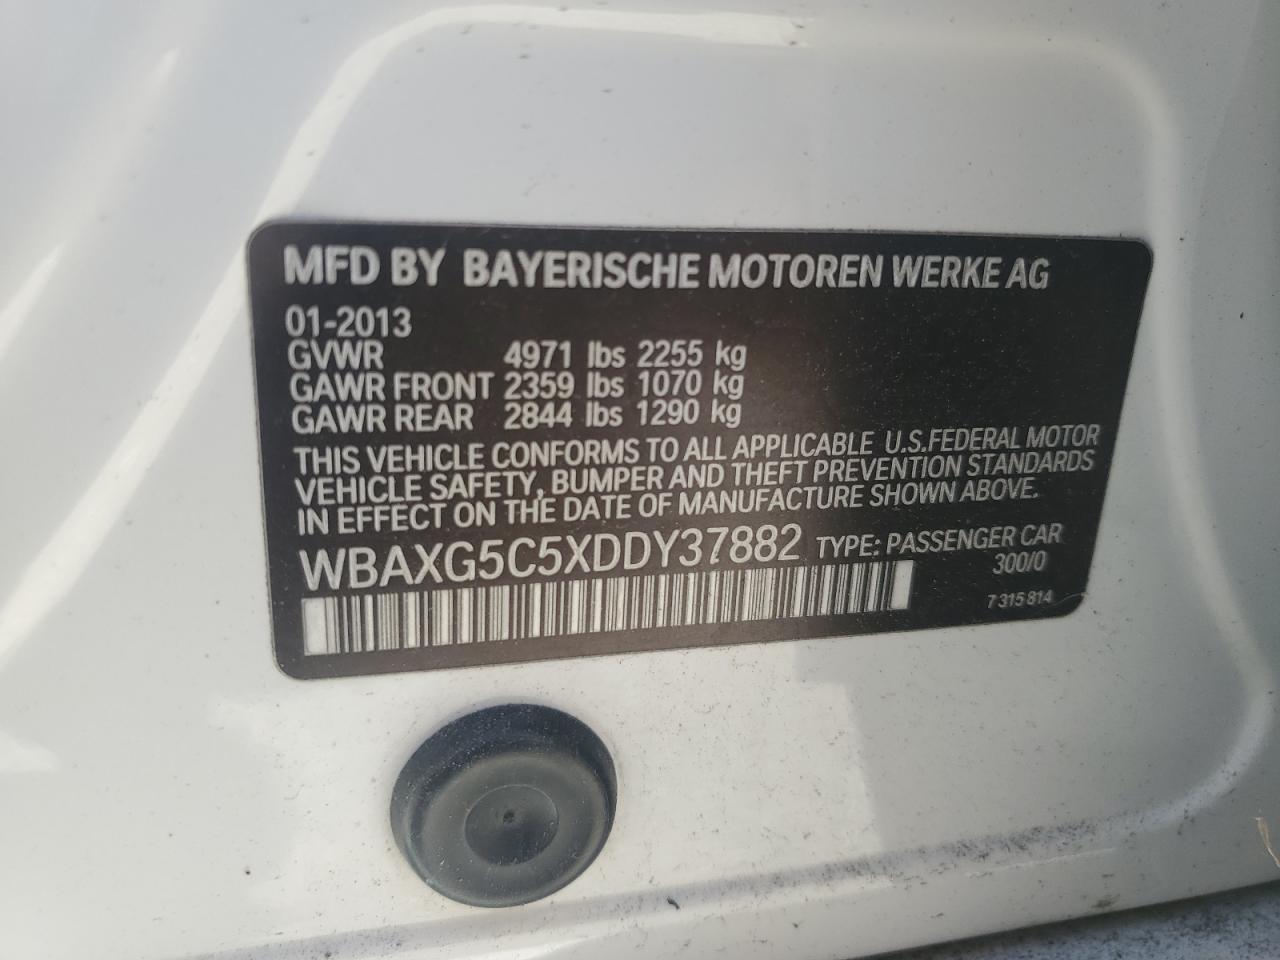 MFD BY BAYERISCHE MOTOREN WERKE AG
01-2013
GVWR 4971 lbs 2255 kg
GAWR FRONT 2359 lbs 1070 kg
GAWR REAR 2844 lbs 1290 kg
THIS VEHICLE CONFORMS TO ALL APPLICABLE U.S.FEDERAL MOTOR
VEHICLE SAFETY, BUMPER AND THEFT PREVENTION STANDARDS
IN EFFECT ON THE DATE OF MANUFACTURE SHOWN ABOVE.
WBAXG5C5XDDY37882 TYPE: PASSENGER CAR
300/0
7 315 814